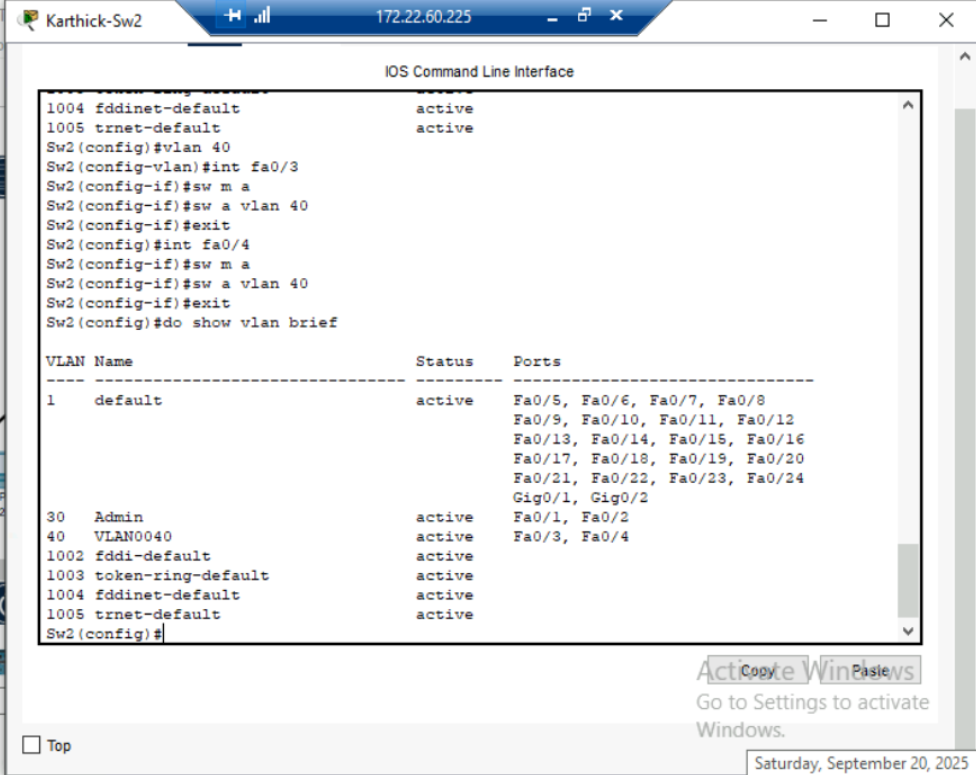 Karthick-Sw2
172.22.60.225
IOS Command Line Interface
1004 fddinet-default active
1005 trnet-default active
Sw2(config)#vlan 40
Sw2(config-vlan)#int fa0/3
Sw2(config-if)#sw m a
Sw2(config-if)#sw a vlan 40
Sw2(config-if)#exit
Sw2(config)#int fa0/4
Sw2(config-if)#sw m a
Sw2(config-if)#sw a vlan 40
Sw2(config-if)#exit
Sw2(config)#do show vlan brief
VLAN Name Status Ports
---- -------------------------------- --------- -------------------------------
1 default active Fa0/5, Fa0/6, Fa0/7, Fa0/8
Fa0/9, Fa0/10, Fa0/11, Fa0/12
Fa0/13, Fa0/14, Fa0/15, Fa0/16
Fa0/17, Fa0/18, Fa0/19, Fa0/20
Fa0/21, Fa0/22, Fa0/23, Fa0/24
Gig0/1, Gig0/2
30 Admin active Fa0/1, Fa0/2
40 VLAN0040 active Fa0/3, Fa0/4
1002 fddi-default active
1003 token-ring-default active
1004 fddinet-default active
1005 trnet-default active
Sw2(config)#
Copy Paste
Activate Windows
Go to Settings to activate
Windows.
Top
Saturday, September 20, 2025